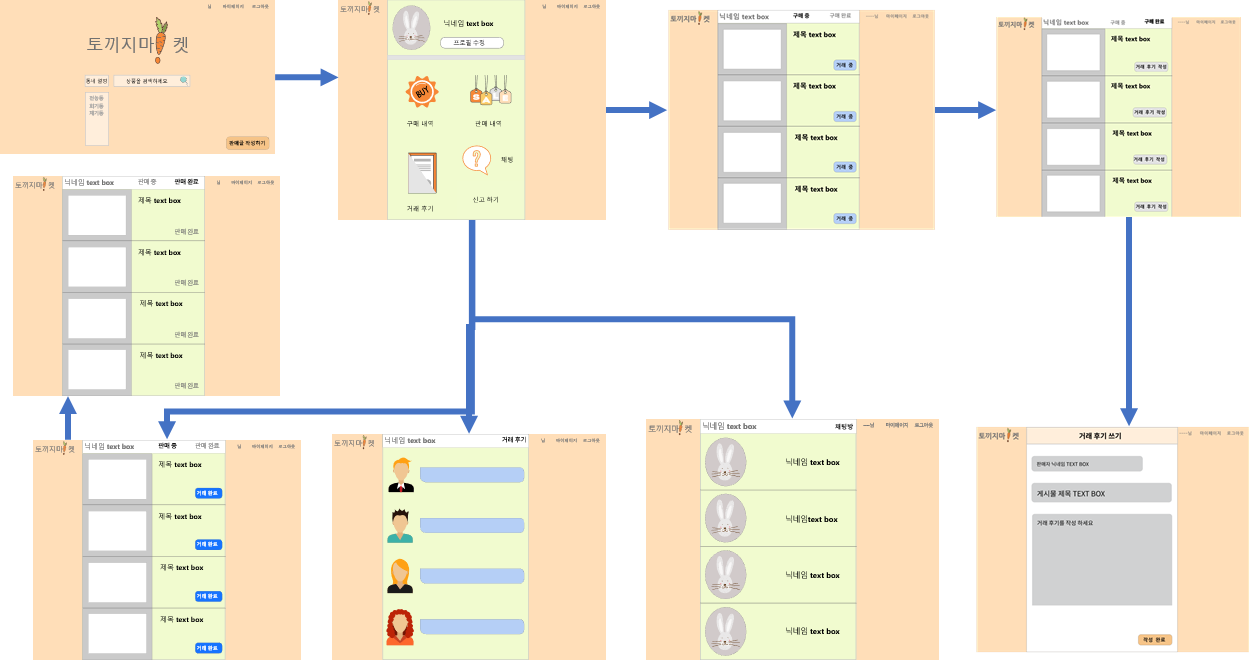 님 마이페이지 로그아웃
토끼지마 켓
동네 설정
상품을 검색하세요
회기동
제기동
판매글 작성하기
토끼지마 켓
닉네임 text box
프로필 수정
님 마이페이지 로그아웃
BUY
구매 내역
판매 내역
채팅
거래 후기
신고 하기
토끼지마 켓
닉네임 text box
구매 중
구매 완료
님 마이페이지 로그아웃
제목 text box
거래 중
제목 text box
거래 중
제목 text box
거래 중
제목 text box
거래 중
토끼지마 켓
닉네임 text box
구매 중
구매 완료
님 마이페이지 로그아웃
제목 text box
거래 후기 작성
제목 text box
거래 후기 작성
제목 text box
거래 후기 작성
제목 text box
거래 후기 작성
토끼지마 켓
닉네임 text box
판매 중
판매 완료
님 마이페이지 로그아웃
제목 text box
판매 완료
제목 text box
판매 완료
제목 text box
판매 완료
제목 text box
판매 완료
토끼지마 켓
닉네임 text box
판매 중
판매 완료
님 마이페이지 로그아웃
제목 text box
거래 완료
제목 text box
거래 완료
제목 text box
거래 완료
제목 text box
거래 완료
토끼지마 켓
닉네임 text box
거래 후기
님 마이페이지 로그아웃
토끼지마 켓
닉네임 text box
채팅방
님 마이페이지 로그아웃
닉네임 text box
닉네임text box
닉네임 text box
닉네임 text box
토끼지마 켓
거래 후기 쓰기
님 마이페이지 로그아웃
판매자 닉네임 TEXT BOX
게시물 제목 TEXT BOX
거래 후기를 작성 하세요
작성 완료